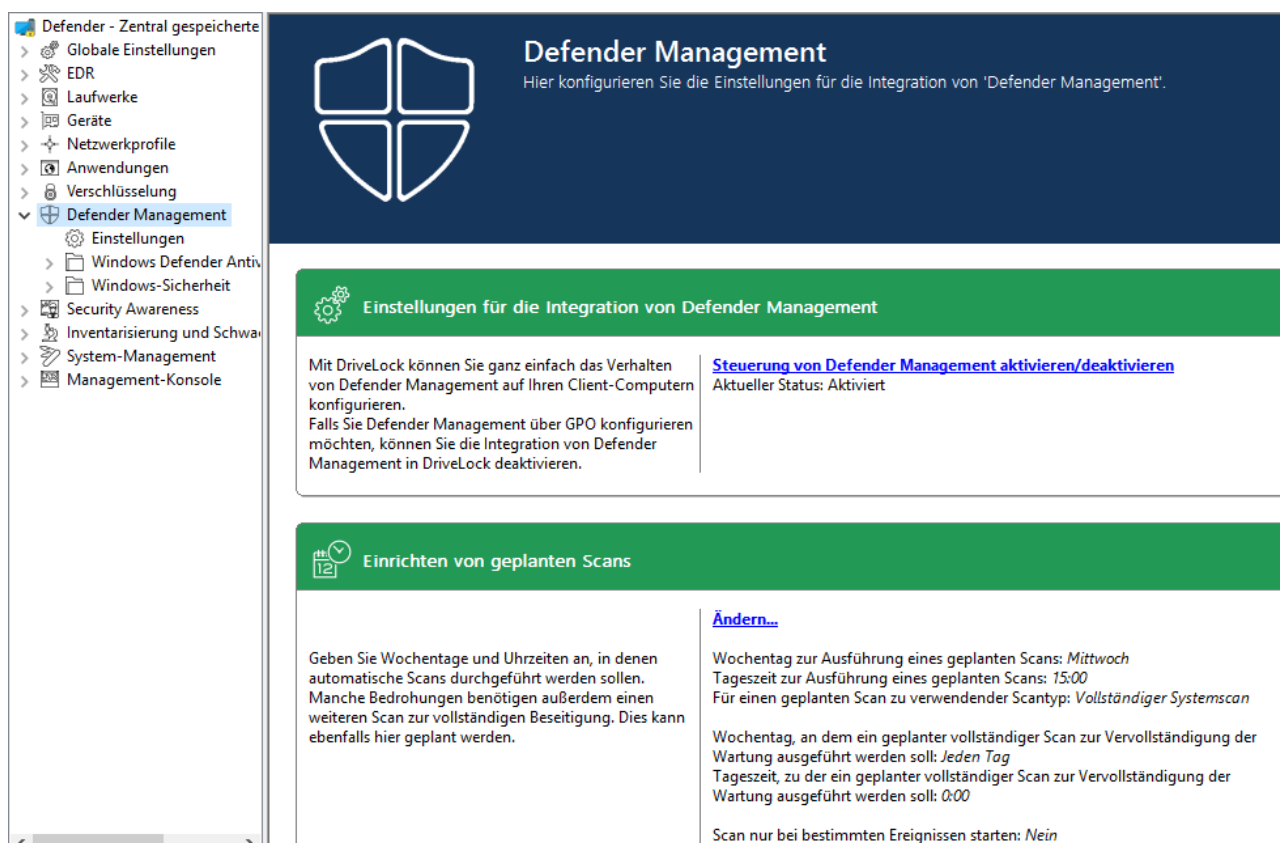 Defender - Zentral gespeicherte
Globale Einstellungen
EDR
Laufwerke
Geräte
Netzwerkprofile
Anwendungen
Verschlüsselung
Defender Management
Einstellungen
Windows Defender Antiv
Windows-Sicherheit
Security Awareness
Inventarisierung und Schwa
System-Management
Management-Konsole
Defender Management
Hier konfigurieren Sie die Einstellungen für die Integration von 'Defender Management'.
Einstellungen für die Integration von Defender Management
Mit DriveLock können Sie ganz einfach das Verhalten
von Defender Management auf Ihren Client-Computern
konfigurieren.
Falls Sie Defender Management über GPO konfigurieren
möchten, können Sie die Integration von Defender
Management in DriveLock deaktivieren.
Steuerung von Defender Management aktivieren/deaktivieren
Aktueller Status: Aktiviert
12
Einrichten von geplanten Scans
Geben Sie Wochentage und Uhrzeiten an, in denen
automatische Scans durchgeführt werden sollen.
Manche Bedrohungen benötigen außerdem einen
weiteren Scan zur vollständigen Beseitigung. Dies kann
ebenfalls hier geplant werden.
Ändern...
Wochentag zur Ausführung eines geplanten Scans: Mittwoch
Tageszeit zur Ausführung eines geplanten Scans: 15:00
Für einen geplanten Scan zu verwendender Scantyp: Vollständiger Systemscan
Wochentag, an dem ein geplanter vollständiger Scan zur Vervollständigung der
Wartung ausgeführt werden soll: Jeden Tag
Tageszeit, zu der ein geplanter vollständiger Scan zur Vervollständigung der
Wartung ausgeführt werden soll: 0:00
Scan nur bei bestimmten Ereignissen starten: Nein